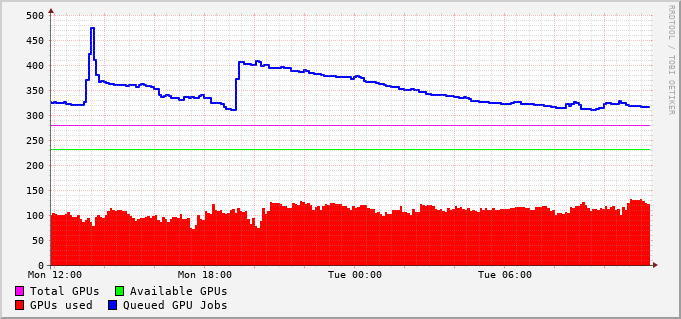 500
450
400
350
300
250
200
150
100
50
0
Mon 12:00 Mon 18:00 Tue 00:00 Tue 06:00
Total GPUs Available GPUs
GPUs used Queued GPU Jobs
RRDTOOL / TOBI OETIKER